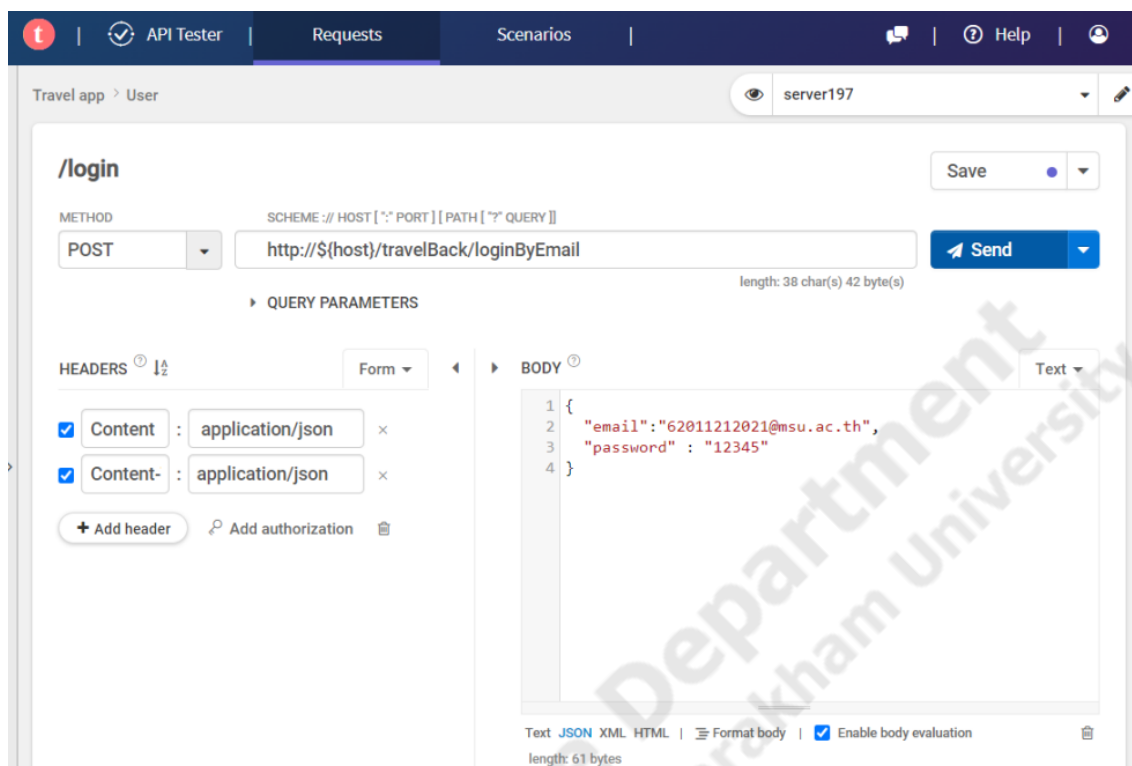 t | API Tester | Requests Scenarios | Help |
Travel app > User
server197
/login
Save
METHOD
SCHEME :// HOST [ ":" PORT ] [ PATH [ "?" QUERY ]]
POST
http://${host}/travelBack/loginByEmail
Send
length: 38 char(s) 42 byte(s)
QUERY PARAMETERS
HEADERS
Form
BODY
Text
Content : application/json ×
Content- : application/json ×
+ Add header
Add authorization
1 {
2 "email":"62011212021@msu.ac.th",
3 "password" : "12345"
4 }
Text JSON XML HTML | Format body | Enable body evaluation
length: 61 bytes
Department
University